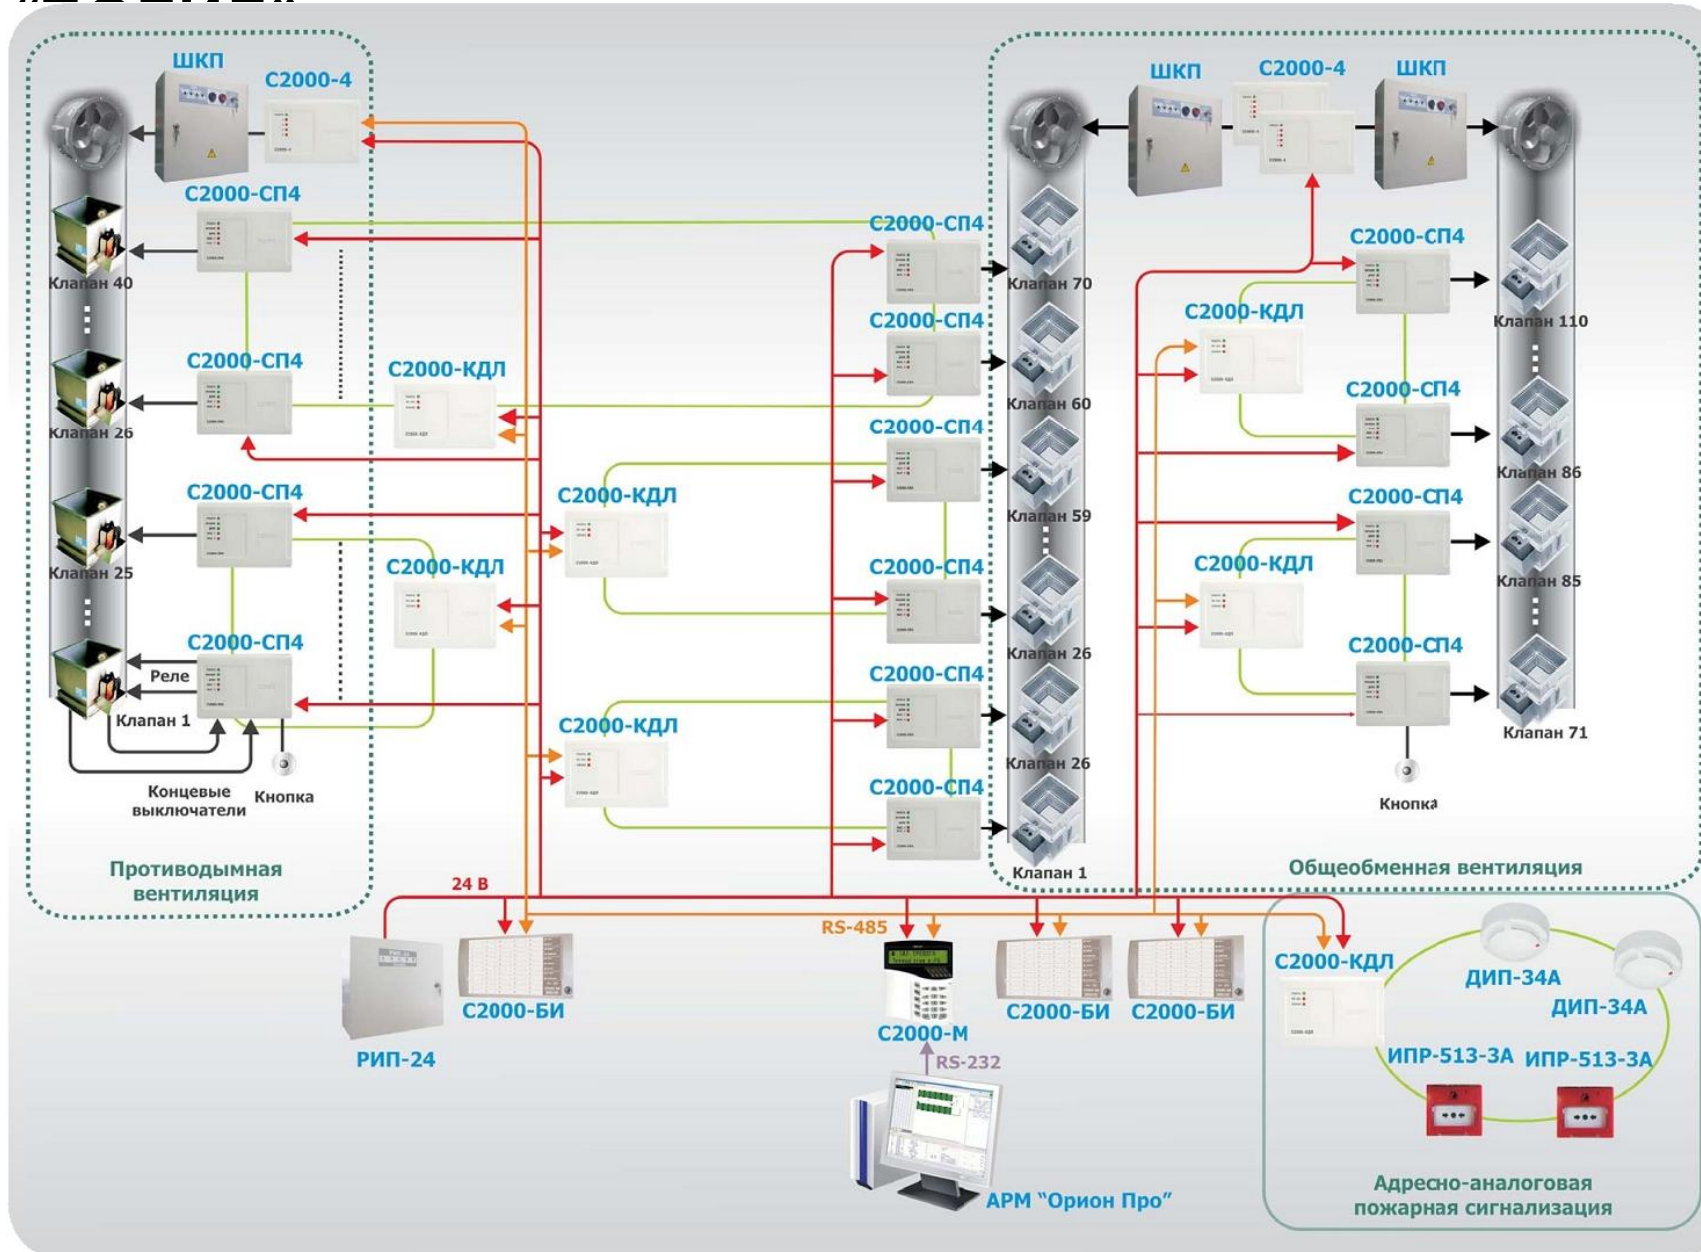 ШКП
С2000-4
С2000-СП4
Клапан 40
С2000-СП4
Клапан 26
С2000-КДЛ
С2000-СП4
Клапан 25
С2000-КДЛ
С2000-СП4
Реле
Клапан 1
Концевые
выключатели
Кнопка
Противодымная
вентиляция
С2000-КДЛ
С2000-КДЛ
С2000-СП4
С2000-СП4
С2000-СП4
С2000-СП4
С2000-СП4
С2000-СП4
ШКП
С2000-4
ШКП
Клапан 70
Клапан 60
Клапан 59
Клапан 26
Клапан 26
Клапан 1
С2000-СП4
С2000-КДЛ
Клапан 110
С2000-СП4
Клапан 86
С2000-СП4
С2000-КДЛ
Клапан 85
С2000-СП4
Клапан 71
Кнопка
Общеобменная вентиляция
24 В
RS-485
РИП-24
С2000-БИ
С2000-М
С2000-БИ
С2000-БИ
RS-232
АРМ “Орион Про”
С2000-КДЛ
ДИП-34А
ДИП-34А
ИПР-513-3А
ИПР-513-3А
Адресно-аналоговая
пожарная сигнализация